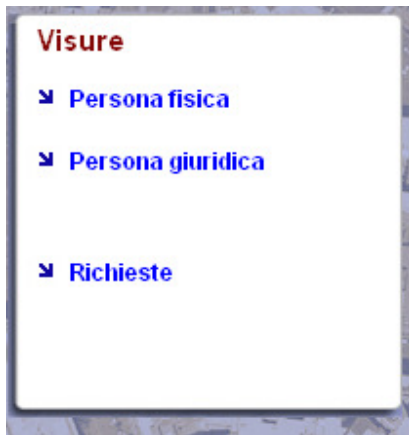 Visure
Persona fisica
Persona giuridica
Richieste